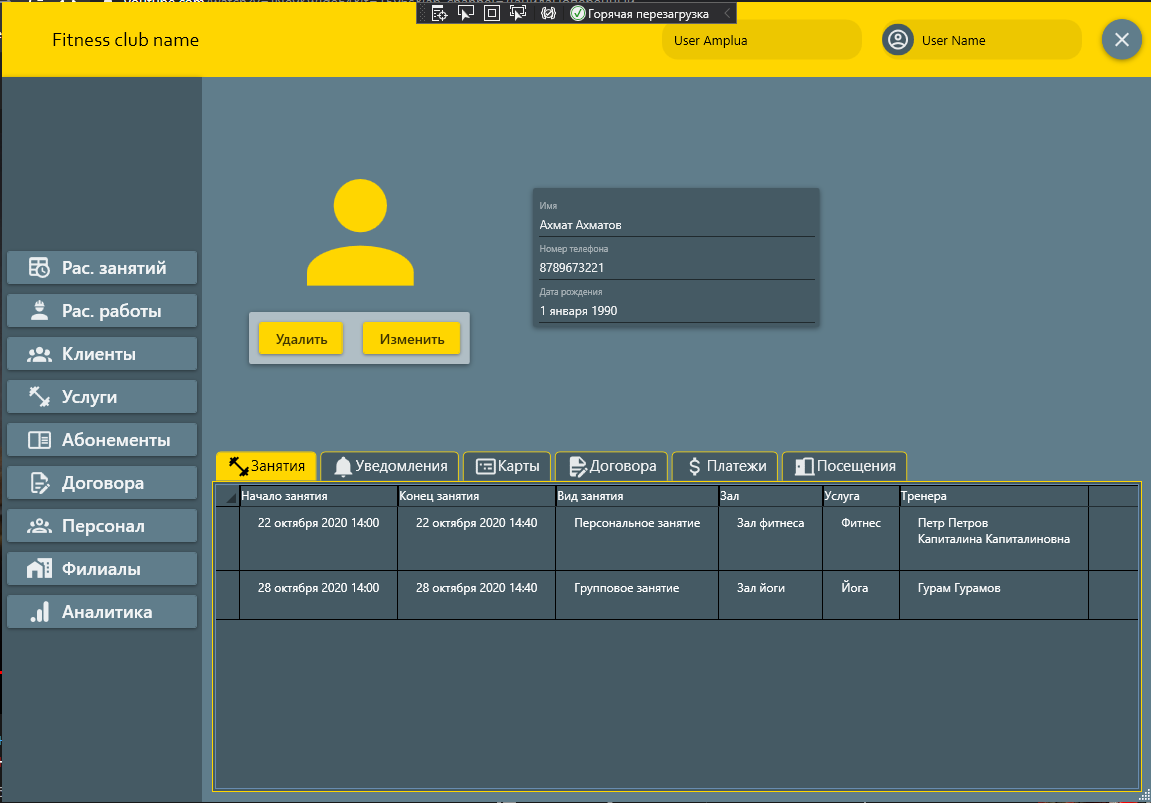 Горячая перезагрузка
Fitness club name
User Amplua
User Name
Рас. занятий
Рас. работы
Клиенты
Услуги
Абонементы
Договора
Персонал
Филиалы
Аналитика
Имя
Ахмат Ахматов
Номер телефона
8789673221
Дата рождения
1 января 1990
Удалить
Изменить
Занятия
Уведомления
Карты
Договора
Платежи
Посещения
Начало занятия
Конец занятия
Вид занятия
Зал
Услуга
Тренера
22 октября 2020 14:00
22 октября 2020 14:40
Персональное занятие
Зал фитнеса
Фитнес
Петр Петров
Капиталина Капиталиновна
28 октября 2020 14:00
28 октября 2020 14:40
Групповое занятие
Зал йоги
Йога
Гурам Гурамов